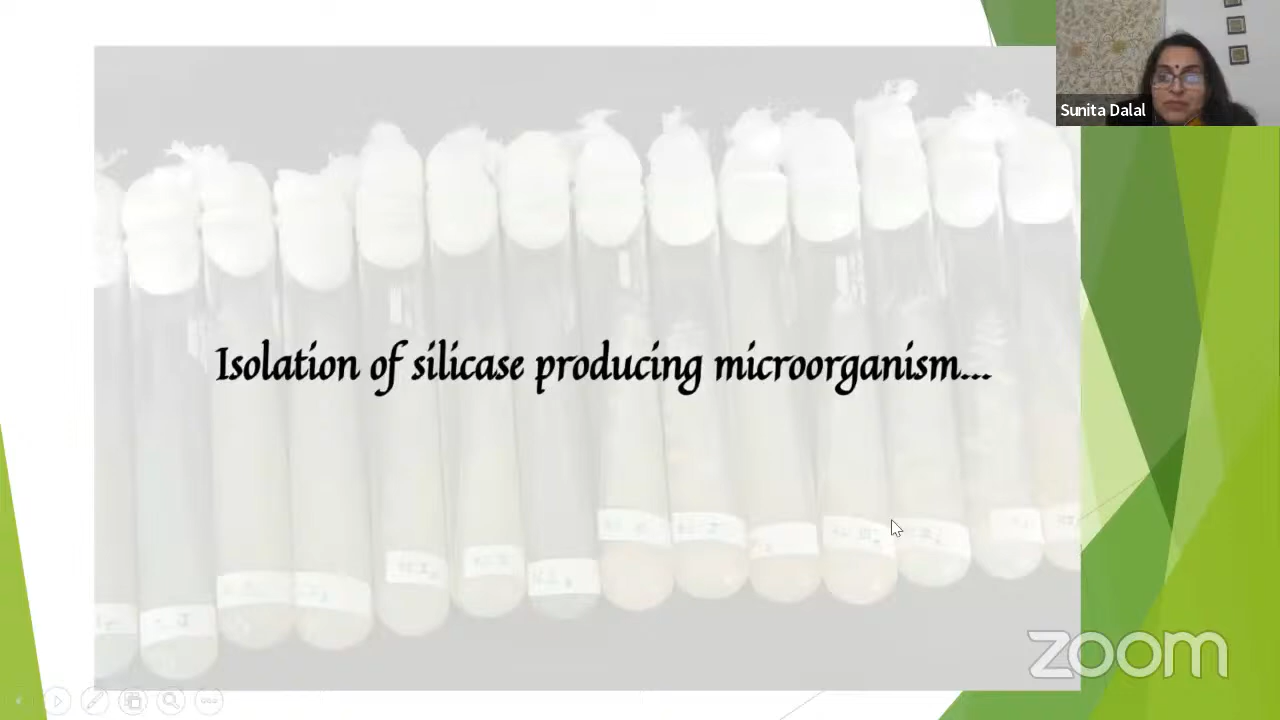 Sunita Dalal
Isolation of silicase producing microorganism...
zoom